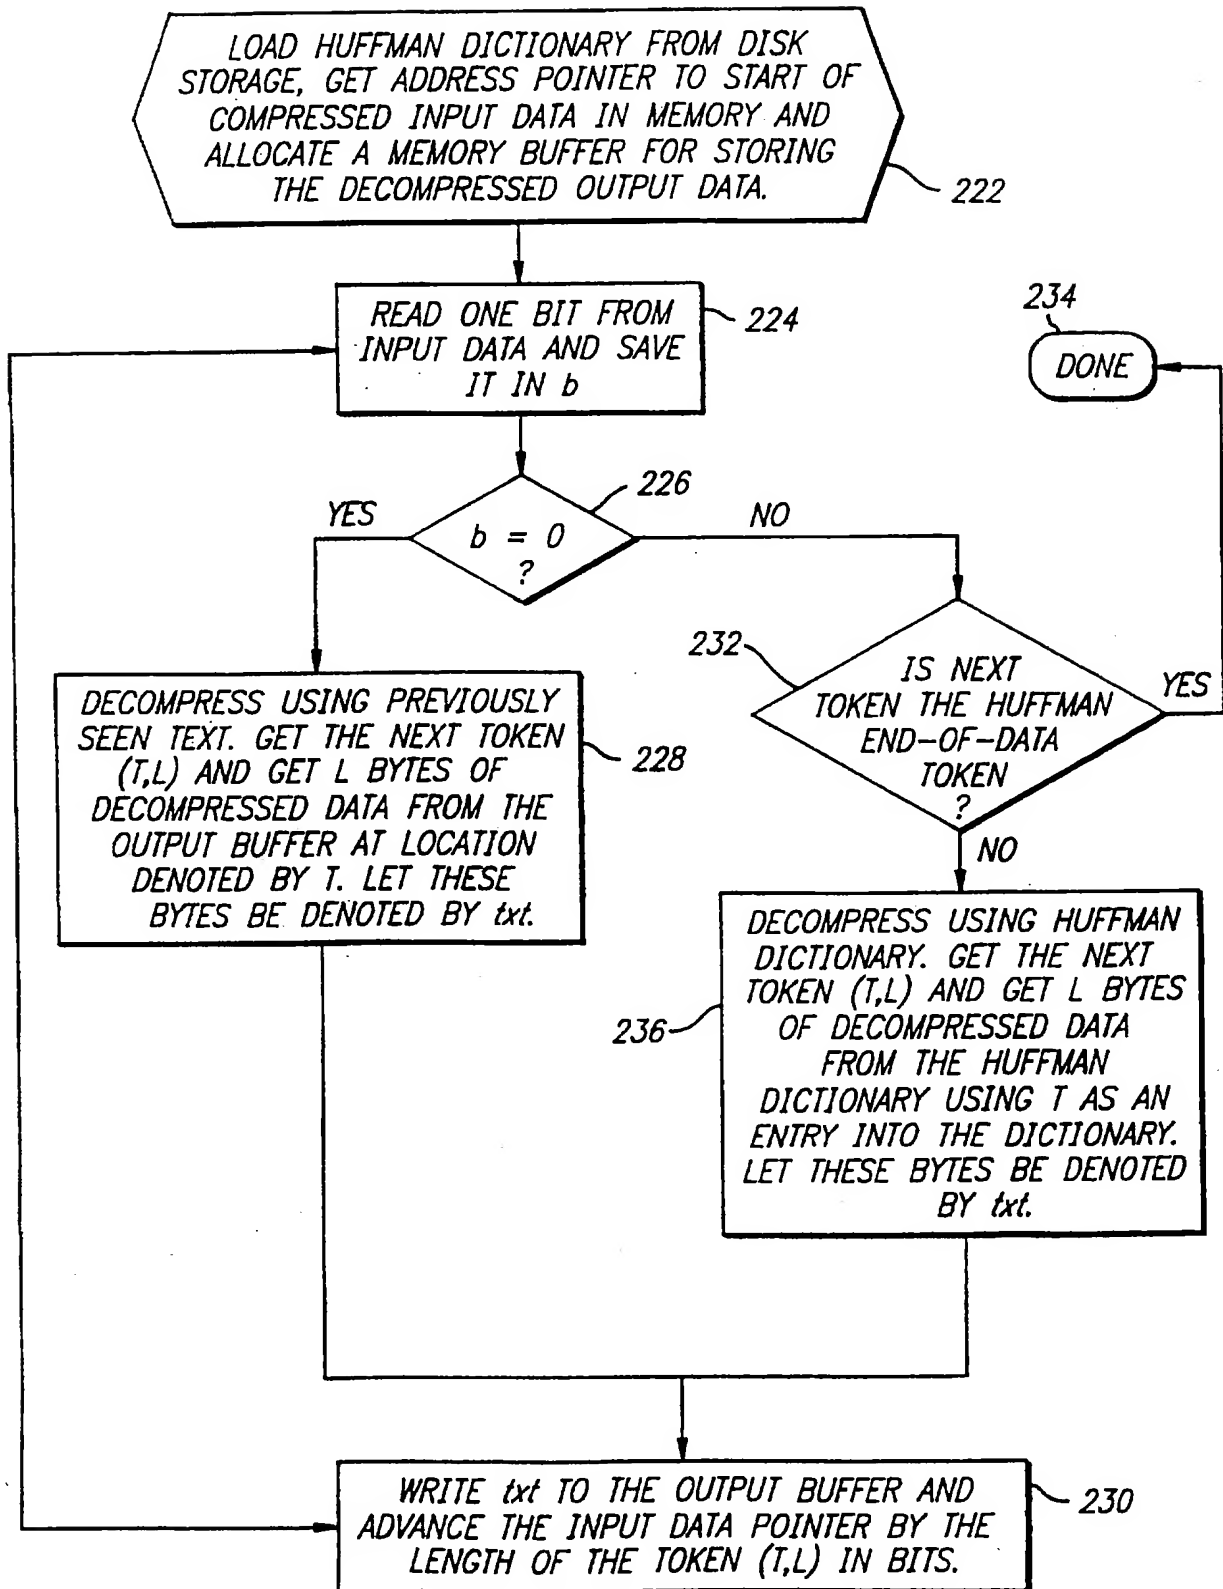 LOAD HUFFMAN DICTIONARY FROM DISK
STORAGE, GET ADDRESS POINTER TO START OF
COMPRESSED INPUT DATA IN MEMORY AND
ALLOCATE A MEMORY BUFFER FOR STORING
THE DECOMPRESSED OUTPUT DATA.
222
READ ONE BIT FROM
INPUT DATA AND SAVE
IT IN b
224
234
DONE
226
YES
b = 0
?
NO
232
IS NEXT
TOKEN THE HUFFMAN
END-OF-DATA
TOKEN
?
YES
NO
DECOMPRESS USING PREVIOUSLY
SEEN TEXT. GET THE NEXT TOKEN
(T,L) AND GET L BYTES OF
DECOMPRESSED DATA FROM THE
OUTPUT BUFFER AT LOCATION
DENOTED BY T. LET THESE
BYTES BE DENOTED BY txt.
228
DECOMPRESS USING HUFFMAN
DICTIONARY. GET THE NEXT
TOKEN (T,L) AND GET L BYTES
OF DECOMPRESSED DATA
FROM THE HUFFMAN
DICTIONARY USING T AS AN
ENTRY INTO THE DICTIONARY.
LET THESE BYTES BE DENOTED
BY txt.
236
WRITE txt TO THE OUTPUT BUFFER AND
ADVANCE THE INPUT DATA POINTER BY THE
LENGTH OF THE TOKEN (T,L) IN BITS.
230